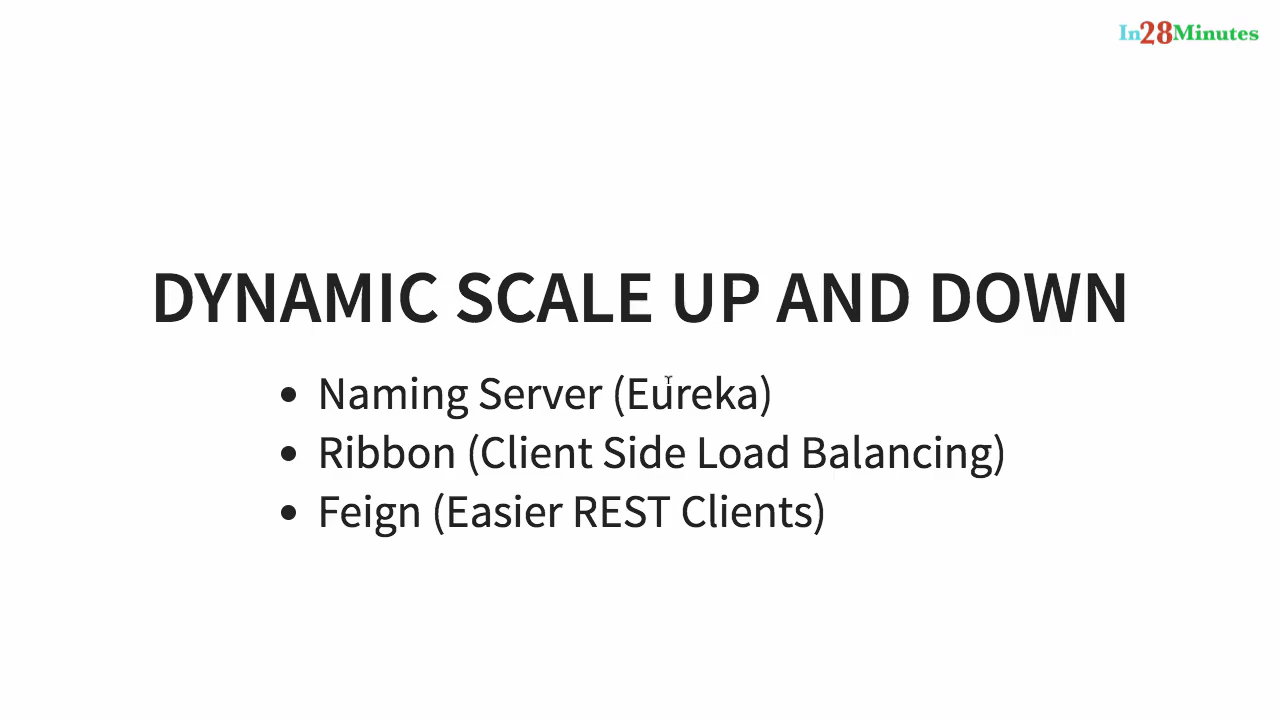 In28Minutes
DYNAMIC SCALE UP AND DOWN
• Naming Server (Eureka)
• Ribbon (Client Side Load Balancing)
• Feign (Easier REST Clients)